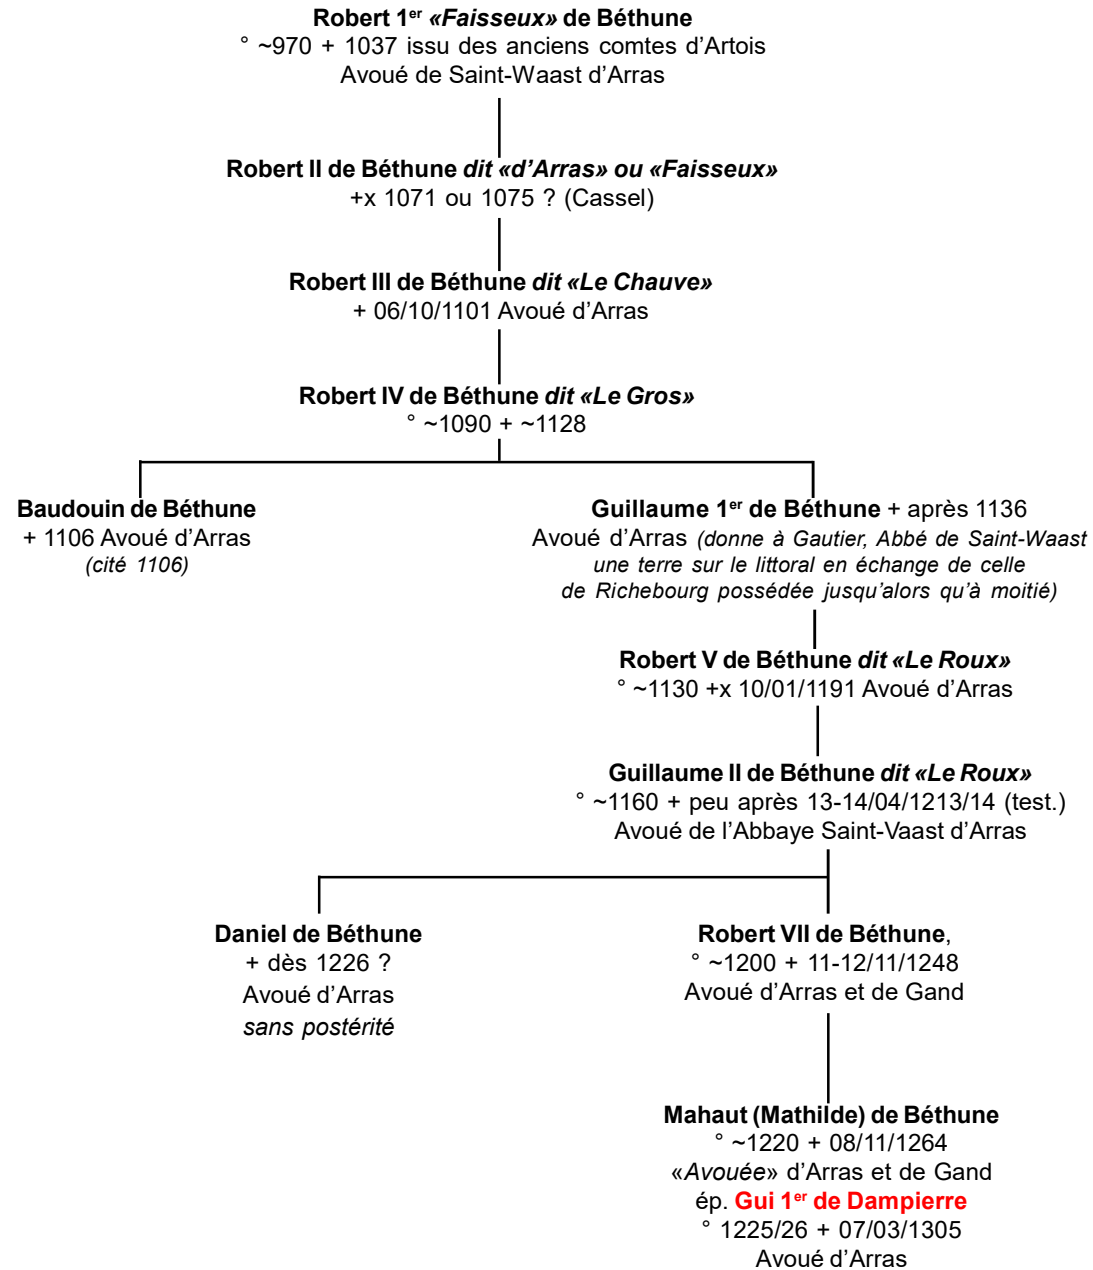 Robert 1er «Faisseux» de Béthune
° ~970 + 1037 issu des anciens comtes d’Artois
Avoué de Saint-Waast d’Arras
Robert II de Béthune dit «d’Arras» ou «Faisseux»
+x 1071 ou 1075 ? (Cassel)
Robert III de Béthune dit «Le Chauve»
+ 06/10/1101 Avoué d’Arras
Robert IV de Béthune dit «Le Gros»
° ~1090 + ~1128
Baudouin de Béthune
+ 1106 Avoué d’Arras
(cité 1106)
Guillaume 1er de Béthune + après 1136
Avoué d’Arras (donne à Gautier, Abbé de Saint-Waast
une terre sur le littoral en échange de celle
de Richebourg possédée jusqu’alors qu’à moitié)
Robert V de Béthune dit «Le Roux»
° ~1130 +x 10/01/1191 Avoué d’Arras
Guillaume II de Béthune dit «Le Roux»
° ~1160 + peu après 13-14/04/1213/14 (test.)
Avoué de l’Abbaye Saint-Vaast d’Arras
Daniel de Béthune
+ dès 1226 ?
Avoué d’Arras
sans postérité
Robert VII de Béthune,
° ~1200 + 11-12/11/1248
Avoué d’Arras et de Gand
Mahaut (Mathilde) de Béthune
° ~1220 + 08/11/1264
«Avouée» d’Arras et de Gand
ép. Gui 1er de Dampierre
° 1225/26 + 07/03/1305
Avoué d’Arras